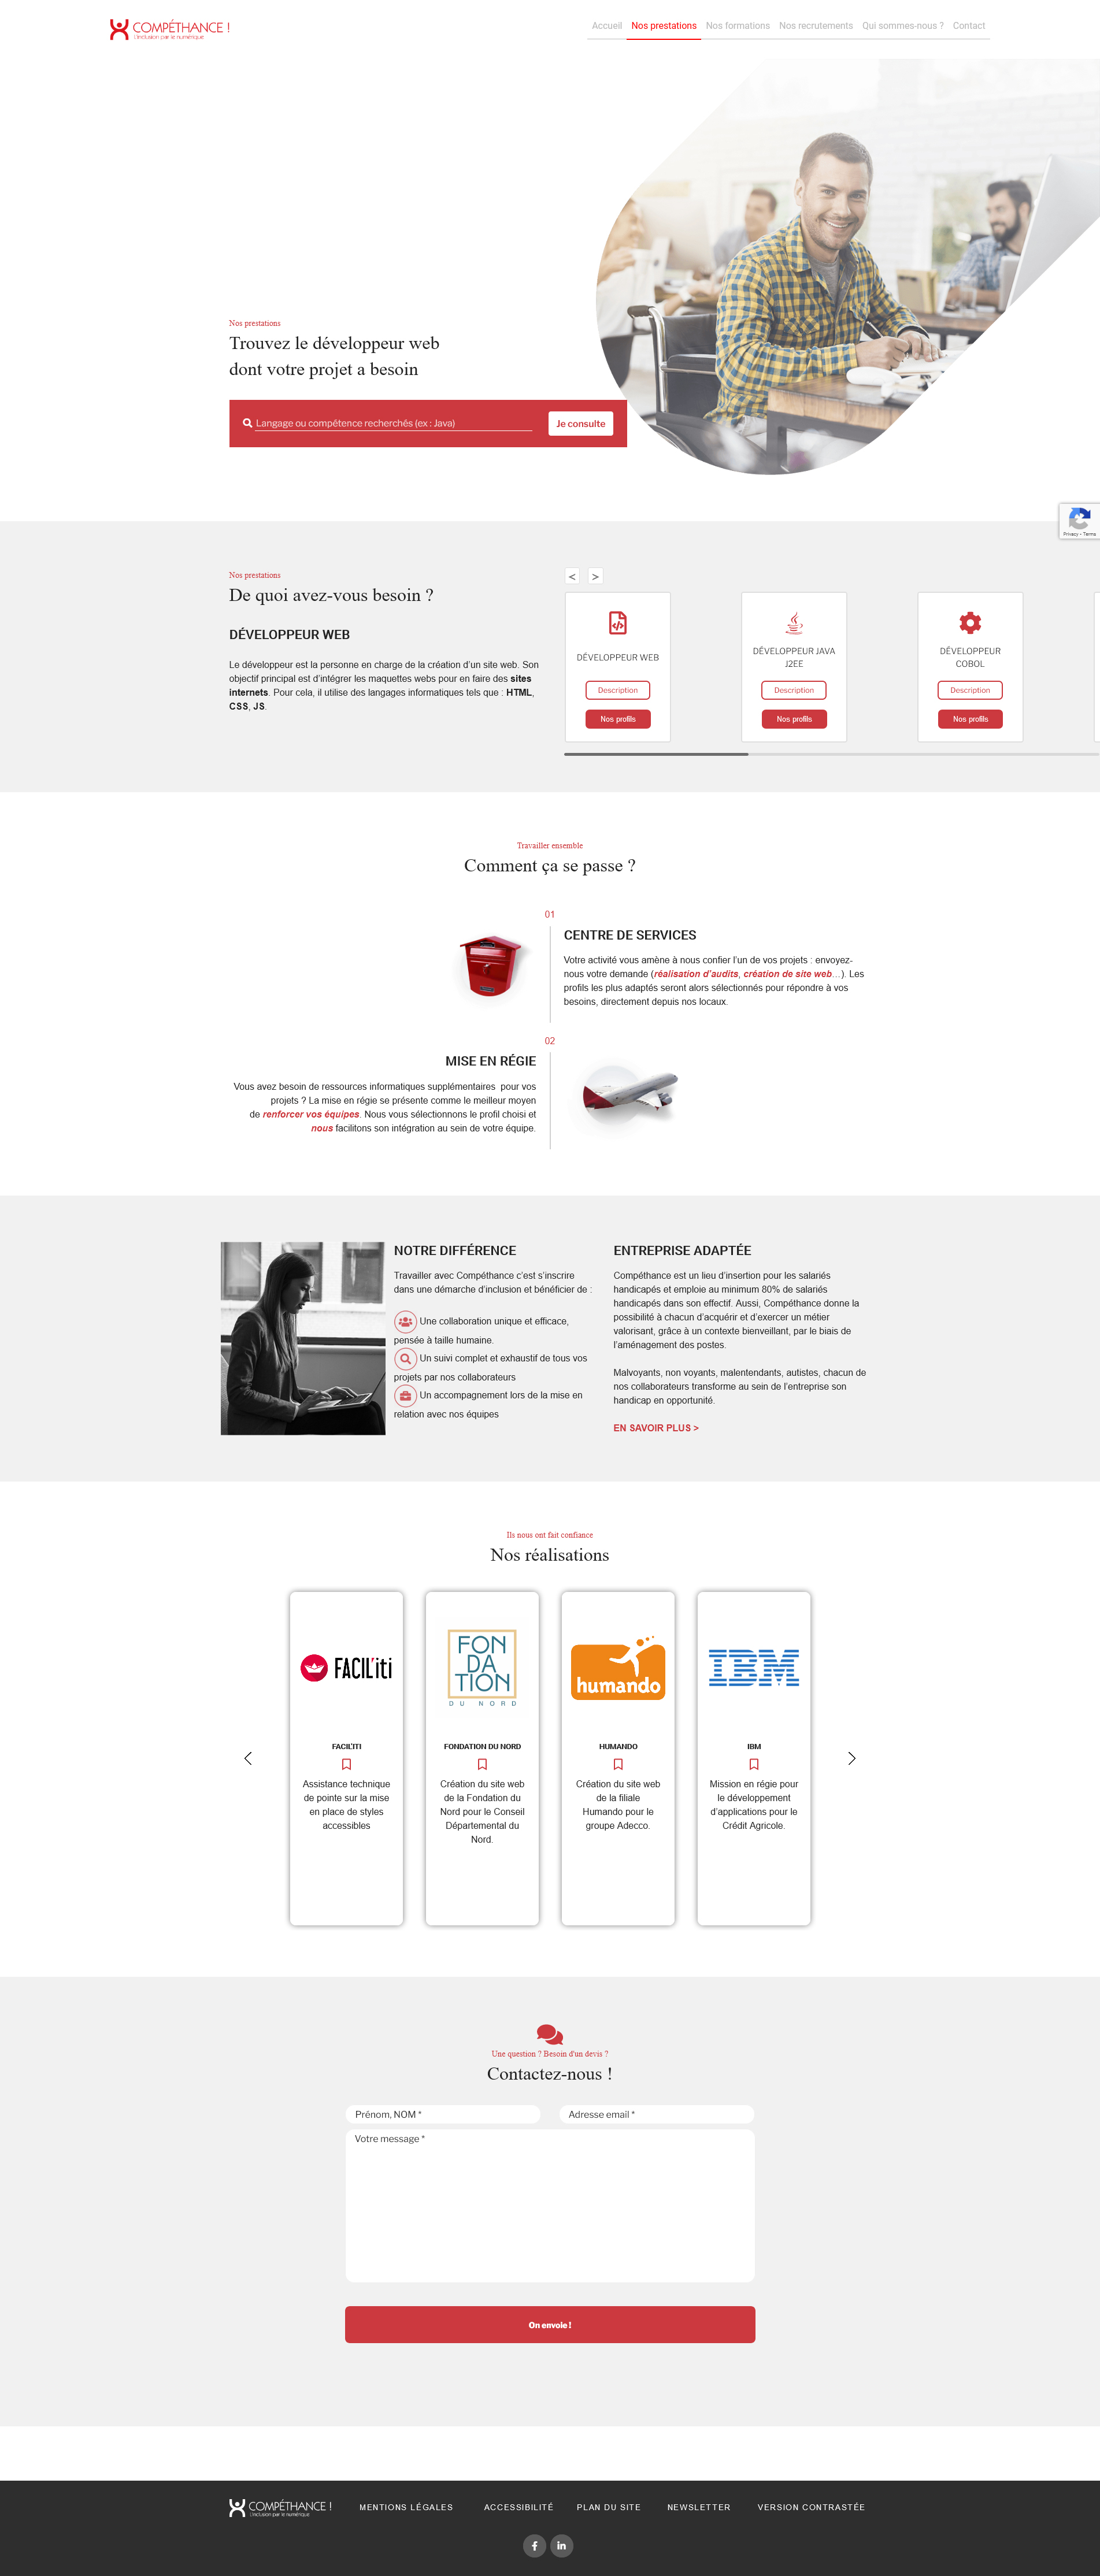 COMPÉTHANCE !
L'inclusion par le numérique
Accueil Nos prestations Nos formations Nos recrutements Qui sommes-nous ? Contact
Nos prestations
Trouvez le développeur web
dont votre projet a besoin
Langage ou compétence recherchés (ex : Java)
Je consulte
Privacy - Terms
Nos prestations
De quoi avez-vous besoin ?
DÉVELOPPEUR WEB
Le développeur est la personne en charge de la création d’un site web. Son
objectif principal est d’intégrer les maquettes webs pour en faire des sites
internets. Pour cela, il utilise des langages informatiques tels que : HTML,
CSS, JS.
< >
DÉVELOPPEUR WEB
Description
Nos profils
DÉVELOPPEUR JAVA
J2EE
Description
Nos profils
DÉVELOPPEUR
COBOL
Description
Nos profils
Travailler ensemble
Comment ça se passe ?
01
CENTRE DE SERVICES
Votre activité vous amène à nous confier l’un de vos projets : envoyez-
nous votre demande (réalisation d’audits, création de site web…). Les
profils les plus adaptés seront alors sélectionnés pour répondre à vos
besoins, directement depuis nos locaux.
02
MISE EN RÉGIE
Vous avez besoin de ressources informatiques supplémentaires pour vos
projets ? La mise en régie se présente comme le meilleur moyen
de renforcer vos équipes. Nous vous sélectionnons le profil choisi et
nous facilitons son intégration au sein de votre équipe.
NOTRE DIFFÉRENCE
Travailler avec Compéthance c’est s’inscrire
dans une démarche d’inclusion et bénéficier de :
Une collaboration unique et efficace,
pensée à taille humaine.
Un suivi complet et exhaustif de tous vos
projets par nos collaborateurs
Un accompagnement lors de la mise en
relation avec nos équipes
ENTREPRISE ADAPTÉE
Compéthance est un lieu d’insertion pour les salariés
handicapés et emploie au minimum 80% de salariés
handicapés dans son effectif. Aussi, Compéthance donne la
possibilité à chacun d’acquérir et d’exercer un métier
valorisant, grâce à un contexte bienveillant, par le biais de
l’aménagement des postes.
Malvoyants, non voyants, malentendants, autistes, chacun de
nos collaborateurs transforme au sein de l’entreprise son
handicap en opportunité.
EN SAVOIR PLUS >
Ils nous ont fait confiance
Nos réalisations
FACIL'iti
FACIL'ITI
Assistance technique
de pointe sur la mise
en place de styles
accessibles
FON
DA
TION
DU NORD
FONDATION DU NORD
Création du site web
de la Fondation du
Nord pour le Conseil
Départemental du
Nord.
humando
HUMANDO
Création du site web
de la filiale
Humando pour le
groupe Adecco.
IBM
IBM
Mission en régie pour
le développement
d’applications pour le
Crédit Agricole.
Une question ? Besoin d'un devis ?
Contactez-nous !
Prénom, NOM *
Adresse email *
Votre message *
On envoie !
COMPÉTHANCE !
L'inclusion par le numérique
MENTIONS LÉGALES ACCESSIBILITÉ PLAN DU SITE NEWSLETTER VERSION CONTRASTÉE